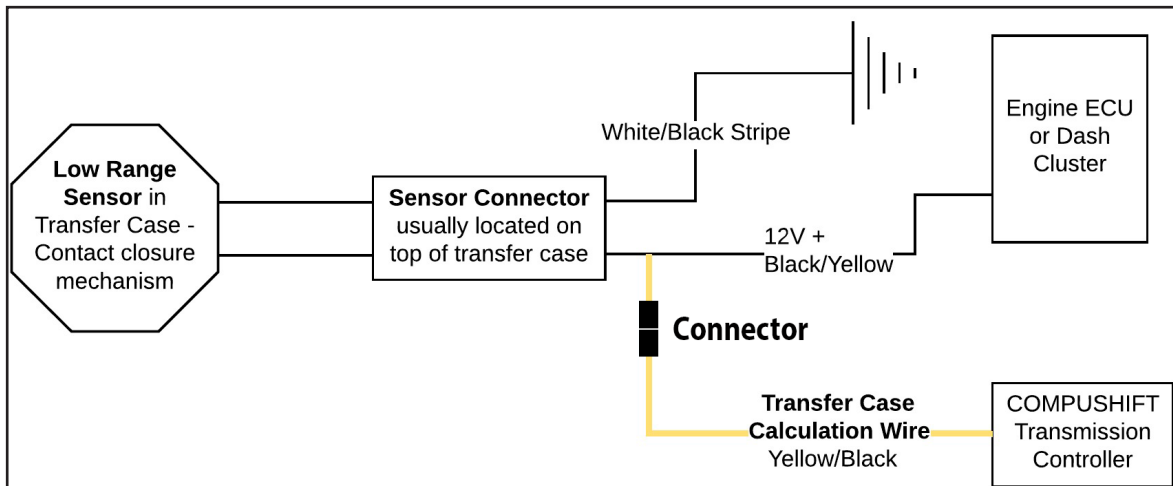 Low Range
Sensor in
Transfer Case -
Contact closure
mechanism
Sensor Connector
usually located on
top of transfer case
White/Black Stripe
Engine ECU
or Dash
Cluster
12V +
Black/Yellow
Connector
Transfer Case
Calculation Wire
Yellow/Black
COMPUSHIFT
Transmission
Controller